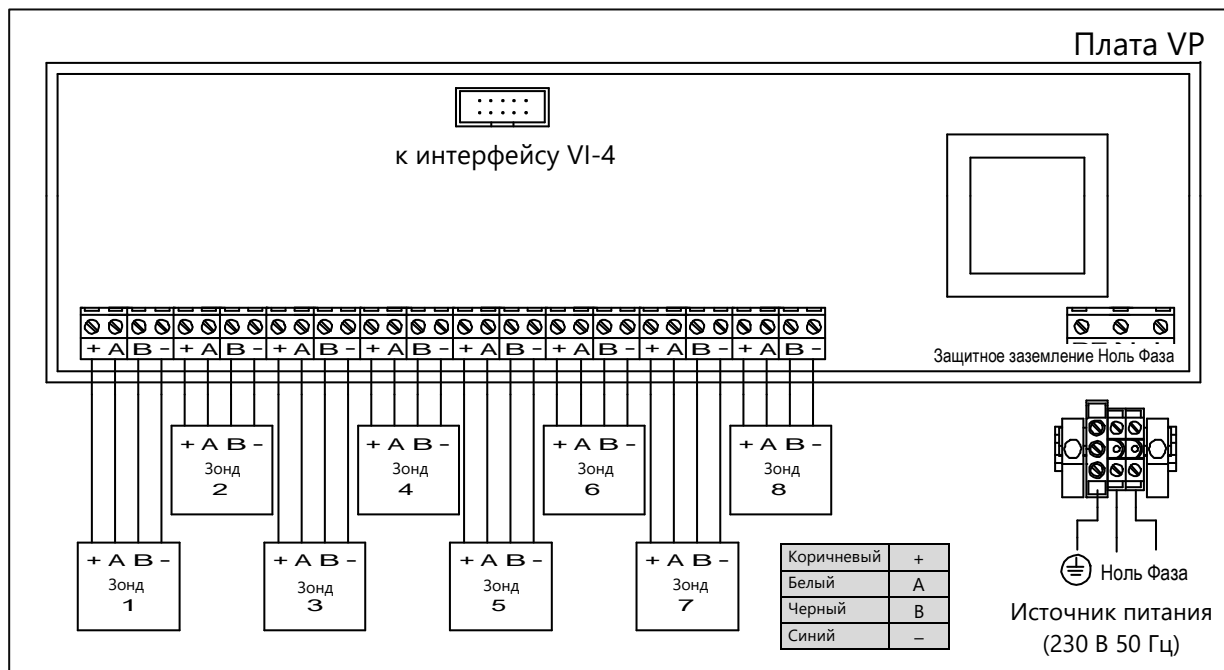 Плата VP
к интерфейсу VI-4
+ A B - + A B - + A B - + A B - + A B - + A B - + A B - + A B -
Защитное заземление Ноль Фаза
+ A B -
Зонд
2
+ A B -
Зонд
4
+ A B -
Зонд
6
+ A B -
Зонд
8
+ A B -
Зонд
1
+ A B -
Зонд
3
+ A B -
Зонд
5
+ A B -
Зонд
7
Коричневый +
Белый A
Черный B
Синий –
Ноль Фаза
Источник питания
(230 В 50 Гц)